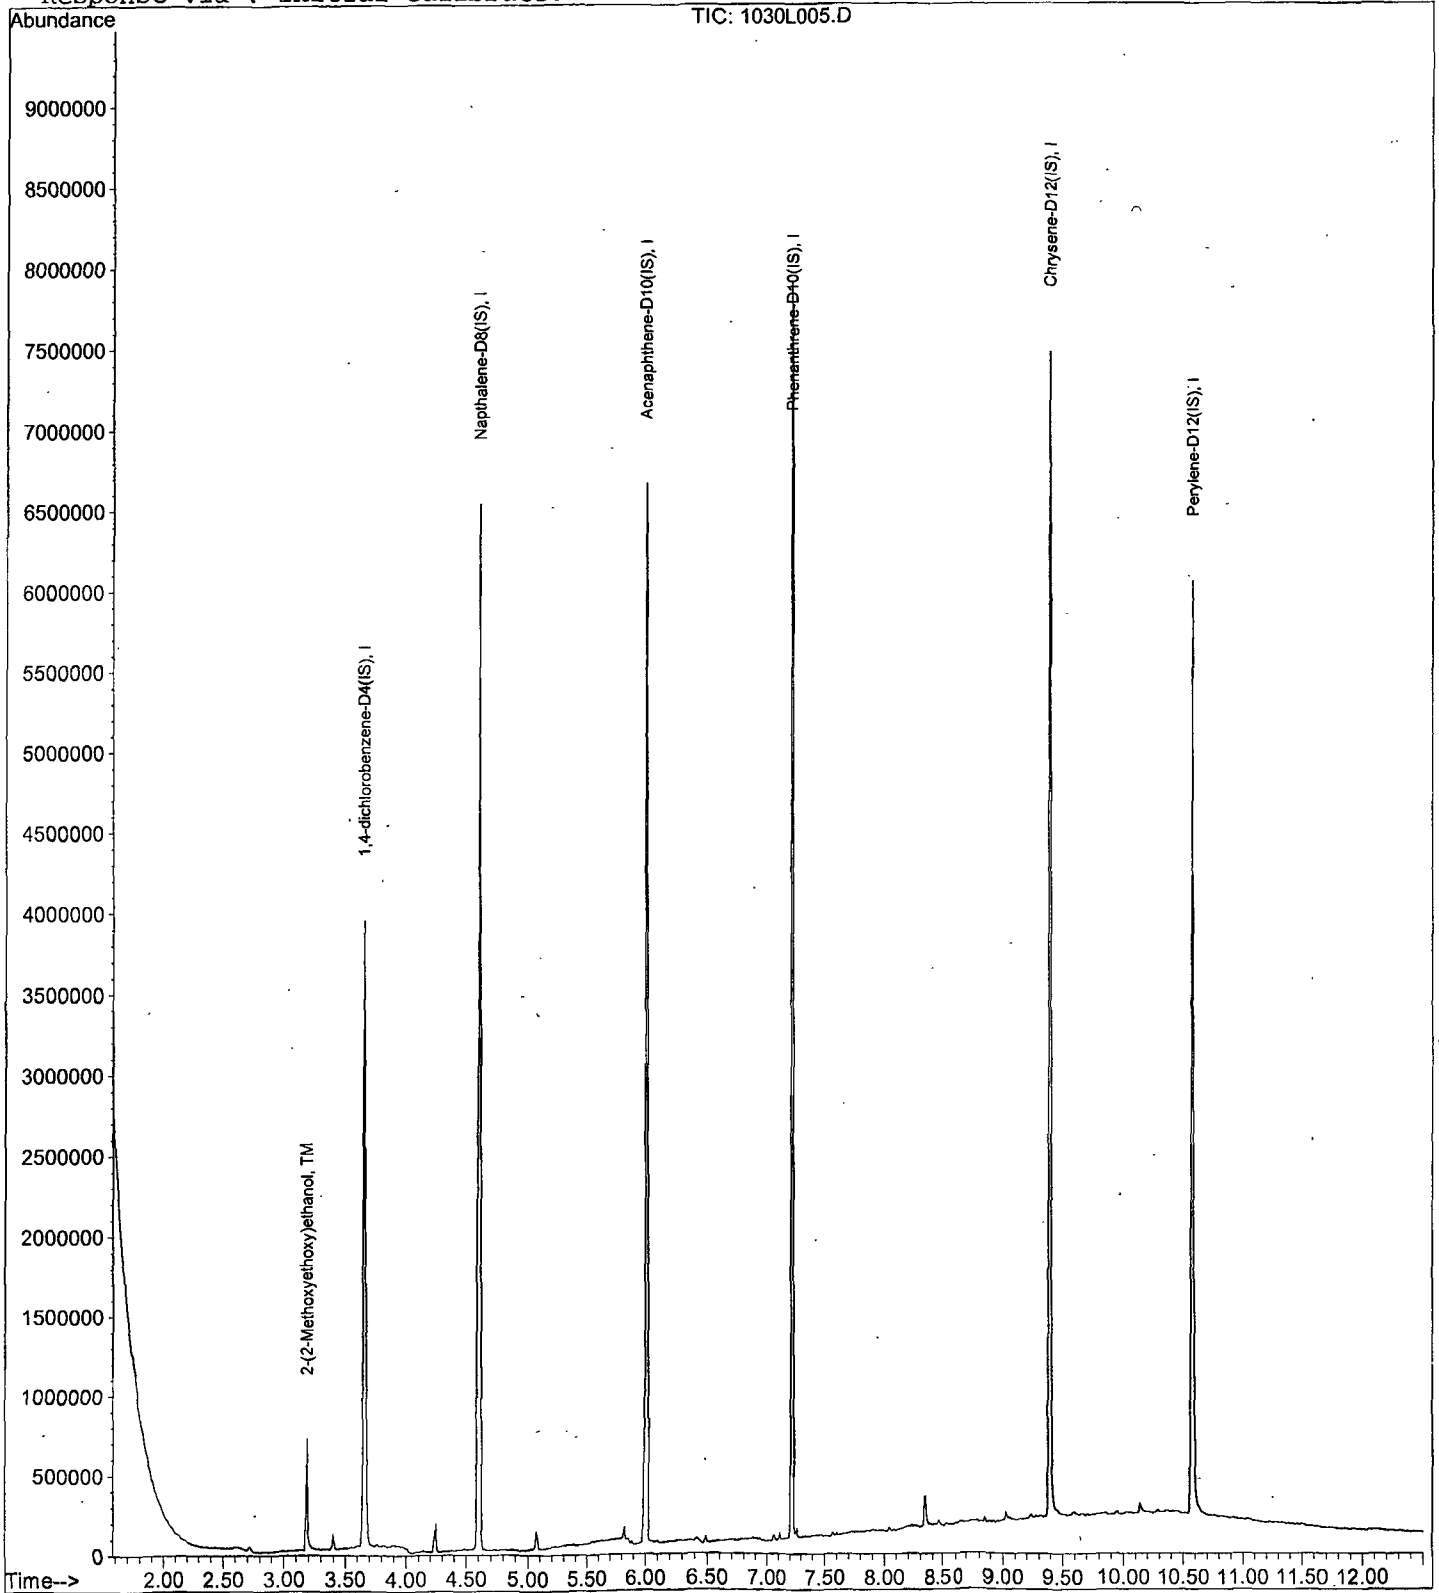 Response via : Initial Calibration
Abundance
TIC: 1030L005.D
9000000
8500000
8000000
7500000
7000000
6500000
6000000
5500000
5000000
4500000
4000000
3500000
3000000
2500000
2000000
1500000
1000000
500000
0
2-(2-Methoxyethoxy)ethanol, TM
1,4-dichlorobenzene-D4(IS), I
Napthalene-D8(IS), I
Acenaphthene-D10(IS), I
Phenanthrene-D10(IS), I
Chrysene-D12(IS), I
Perylene-D12(IS), I
Time-->
2.00 2.50 3.00 3.50 4.00 4.50 5.00 5.50 6.00 6.50 7.00 7.50 8.00 8.50 9.00 9.50 10.00 10.50 11.00 11.50 12.00